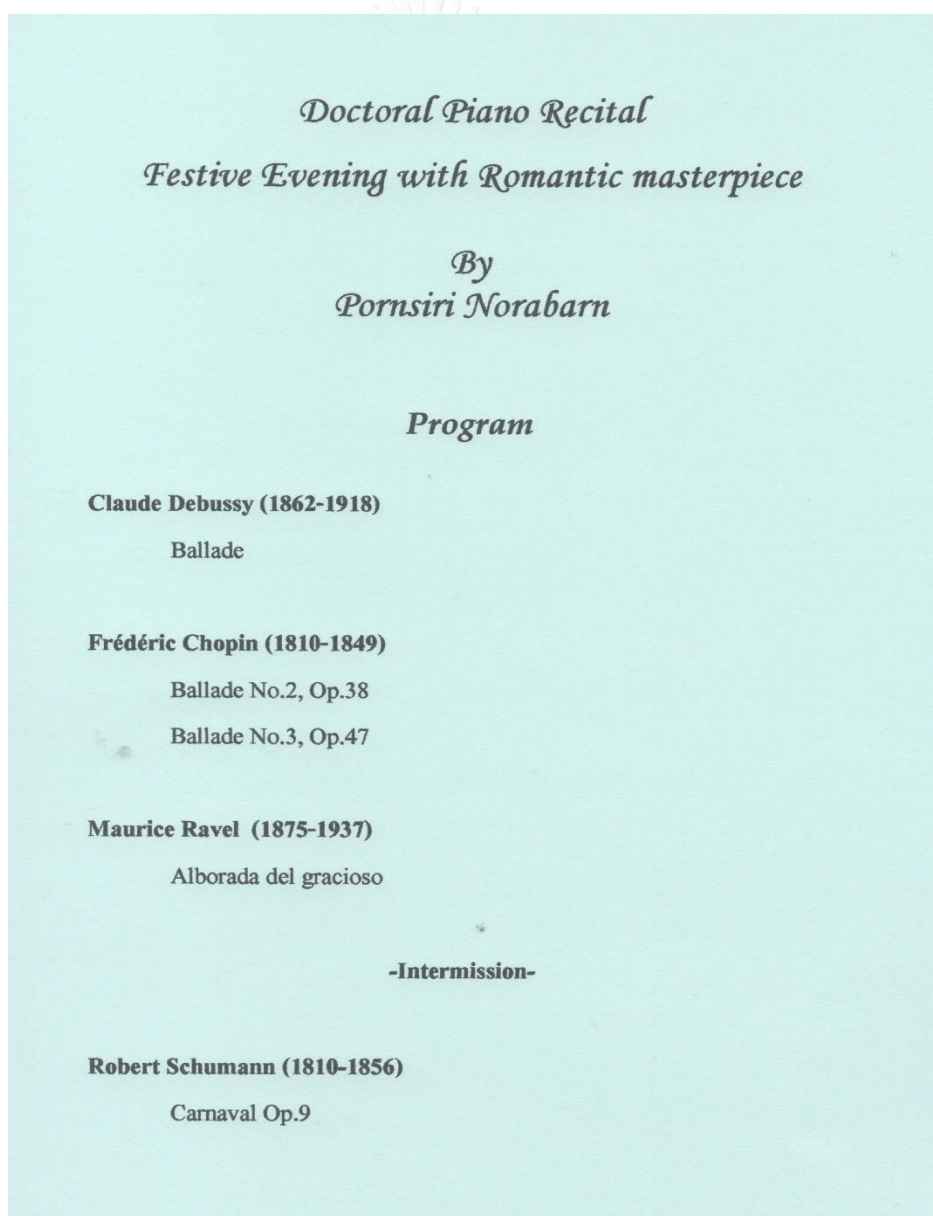 Doctoral Piano Recital
Festive Evening with Romantic masterpiece
By
Pornsiri Norabarn
Program
Claude Debussy (1862-1918)
Ballade
Frédéric Chopin (1810-1849)
Ballade No.2, Op.38
Ballade No.3, Op.47
Maurice Ravel  (1875-1937)
Alborada del gracioso
-Intermission-
Robert Schumann (1810-1856)
Carnaval Op.9